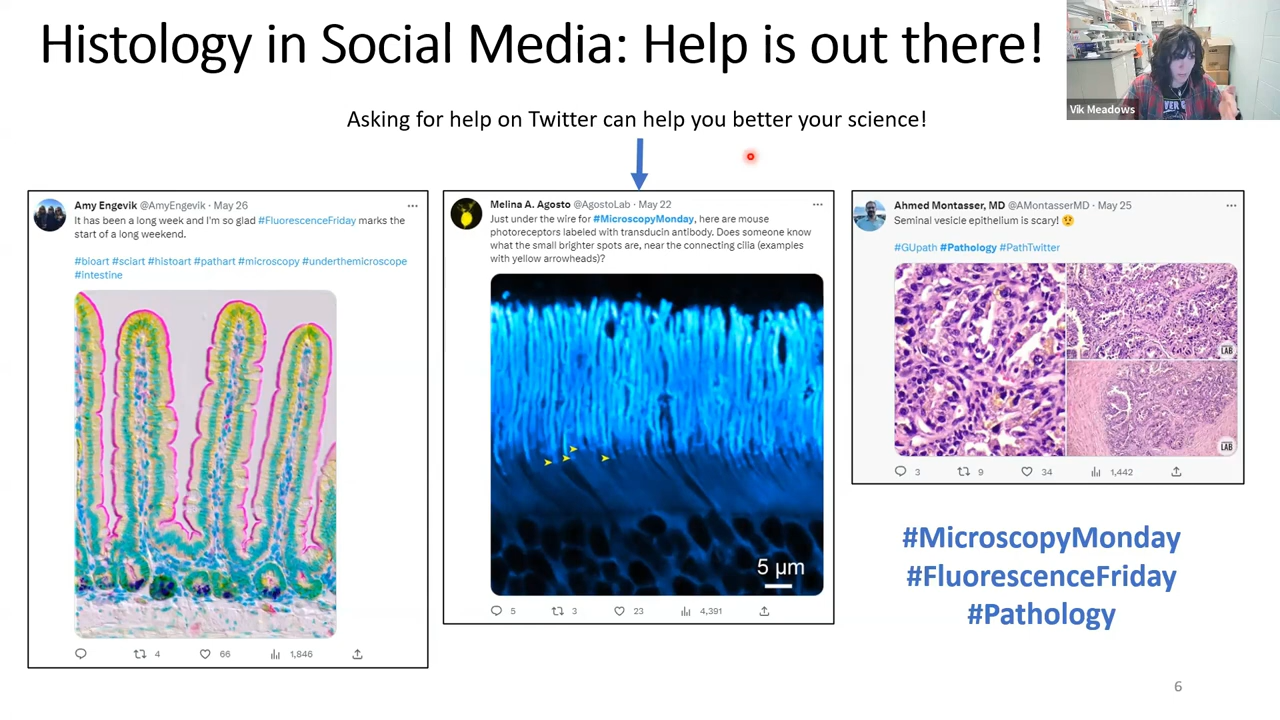 Histology in Social Media: Help is out there!
Vik Meadows
Asking for help on Twitter can help you better your science!
Amy Engevik @AmyEngevik · May 26
It has been a long week and I'm so glad #FluorescenceFriday marks the
start of a long weekend.
#bioart #sciart #histoart #pathart #microscopy #underthemicroscope
#intestine
4 66 1,846
Melina A. Agosto @AgostoLab · May 22
Just under the wire for #MicroscopyMonday, here are mouse
photoreceptors labeled with transducin antibody. Does someone know
what the small brighter spots are, near the connecting cilia (examples
with yellow arrowheads)?
5 µm
5 3 23 4,391
Ahmed Montasser, MD @AMontasserMD · May 25
Seminal vesicle epithelium is scary! 😟
#GUpath #Pathology #PathTwitter
LAB
LAB
3 9 34 1,442
#MicroscopyMonday
#FluorescenceFriday
#Pathology
6